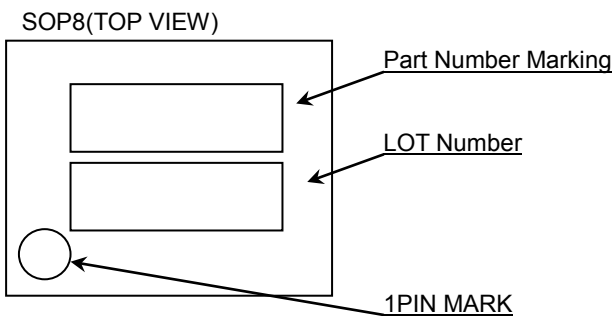 SOP8(TOP VIEW)
Part Number Marking
LOT Number
1PIN MARK